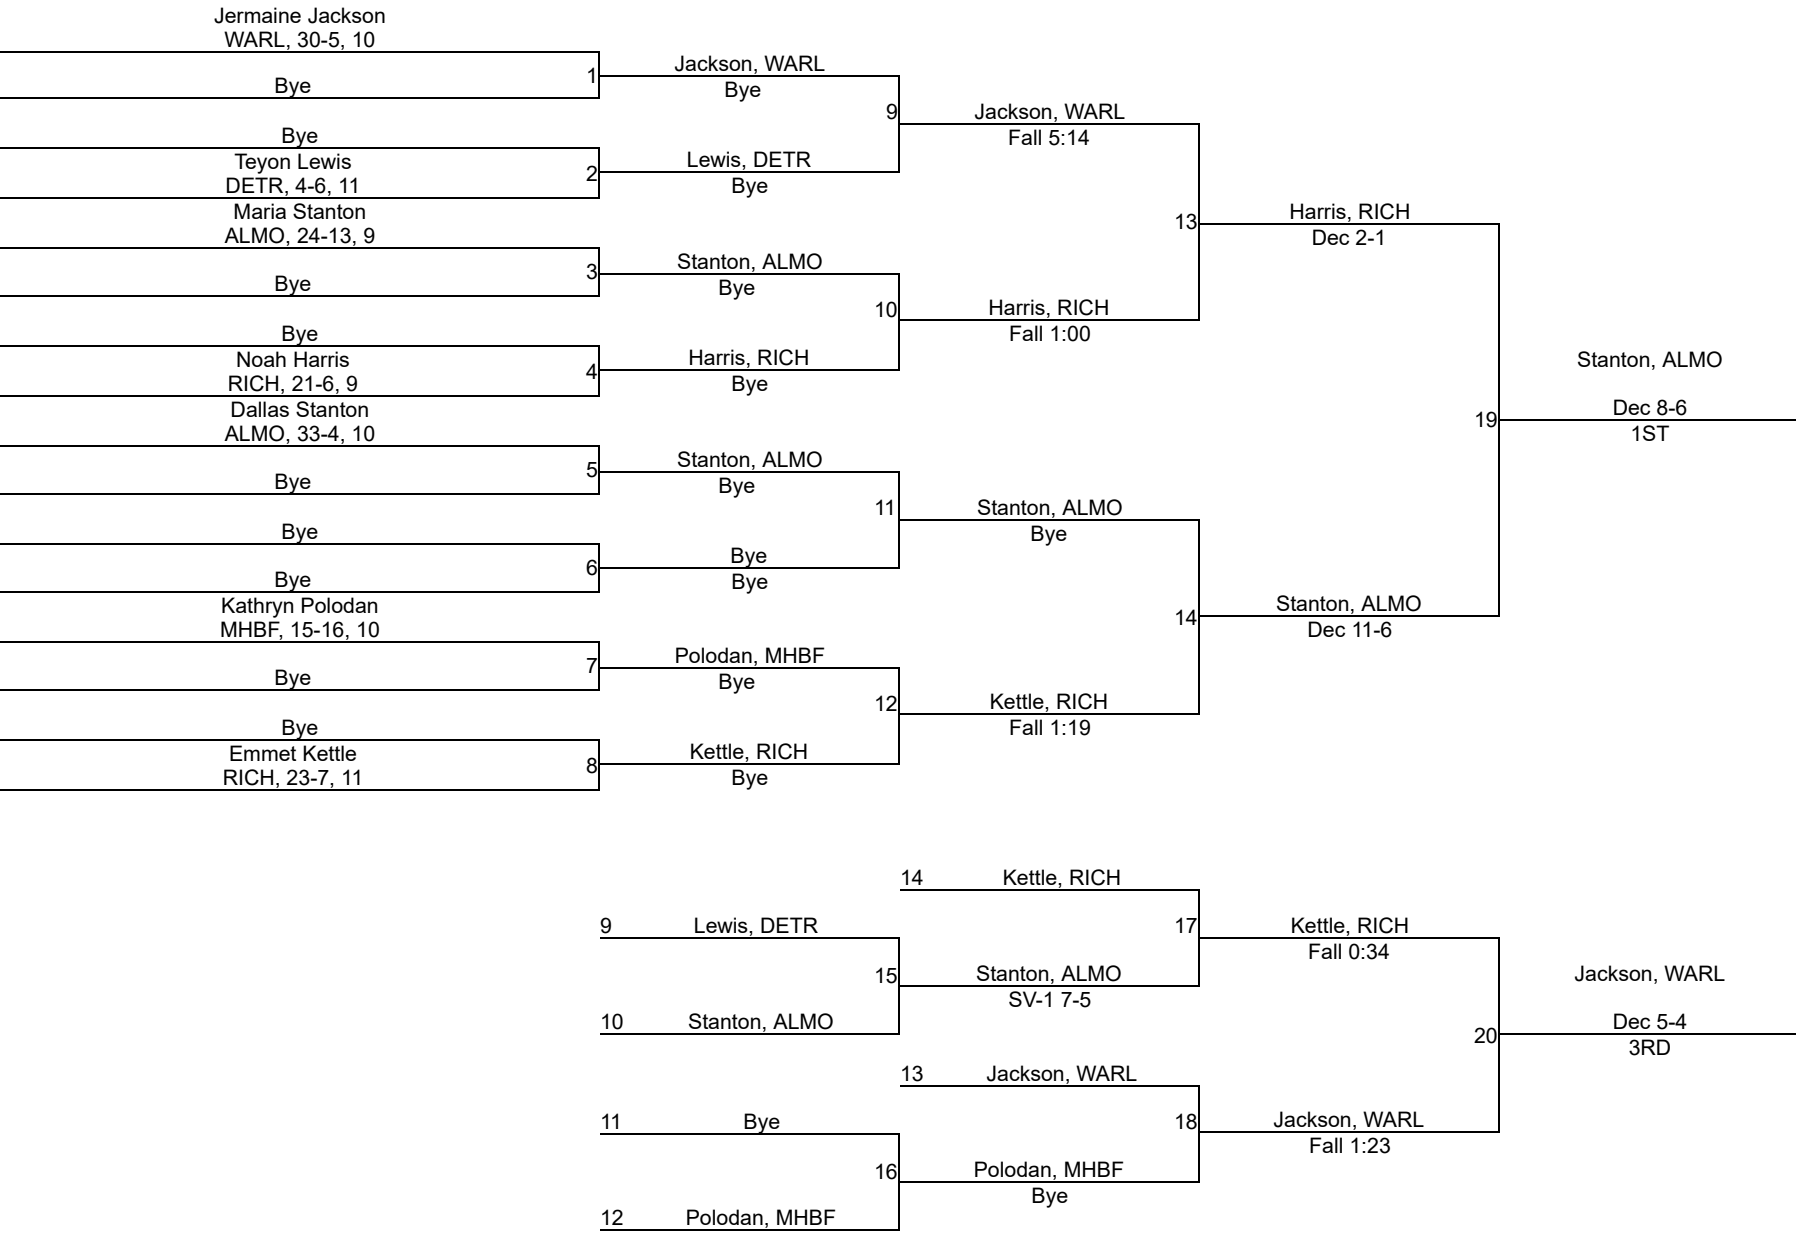 Jermaine Jackson
WARL, 30-5, 10
Bye
1
Bye
Teyon Lewis
DETR, 4-6, 11
2
Maria Stanton
ALMO, 24-13, 9
Bye
3
Bye
Noah Harris
RICH, 21-6, 9
4
Dallas Stanton
ALMO, 33-4, 10
Bye
5
Bye
Bye
6
Kathryn Polodan
MHBF, 15-16, 10
Bye
7
Bye
Emmet Kettle
RICH, 23-7, 11
8
Jackson, WARL
Bye
9
Lewis, DETR
Bye
Stanton, ALMO
Bye
10
Harris, RICH
Bye
Stanton, ALMO
Bye
11
Bye
Bye
Polodan, MHBF
Bye
12
Kettle, RICH
Bye
Jackson, WARL
Fall 5:14
13
Harris, RICH
Fall 1:00
Stanton, ALMO
Bye
14
Kettle, RICH
Fall 1:19
Harris, RICH
Dec 2-1
19
Stanton, ALMO
Dec 11-6
Stanton, ALMO
Dec 8-6
1ST
9 Lewis, DETR
15
10 Stanton, ALMO
11 Bye
16
12 Polodan, MHBF
14 Kettle, RICH
17
Stanton, ALMO
SV-1 7-5
13 Jackson, WARL
18
Polodan, MHBF
Bye
Kettle, RICH
Fall 0:34
20
Jackson, WARL
Fall 1:23
Jackson, WARL
Dec 5-4
3RD